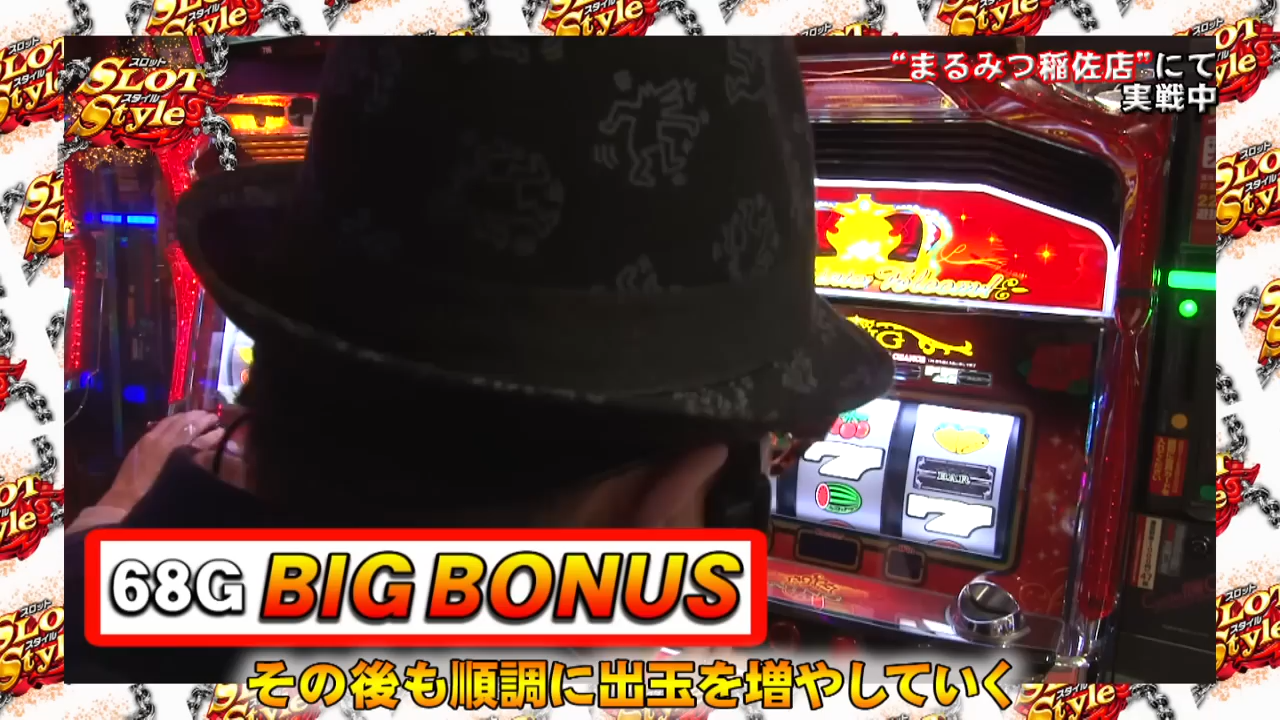 スロット
SLOT
スタイル
Style
“まるみつ稲佐店”にて
実戦中
BAR
68G BIG BONUS
その後も順調に出玉を増やしていく